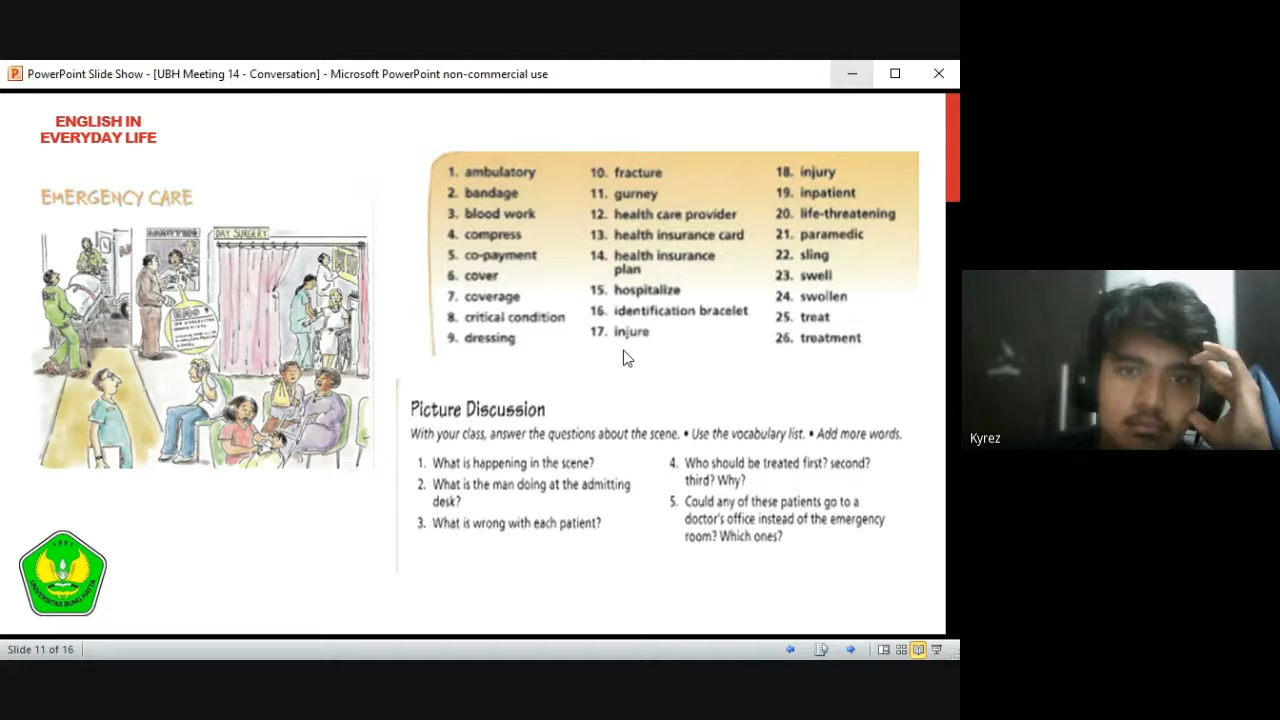 PowerPoint Slide Show - [UBH Meeting 14 - Conversation] - Microsoft PowerPoint non-commercial use
ENGLISH IN
EVERYDAY LIFE
EMERGENCY CARE
ADMITTING
DAY SURGERY
1. ambulatory
2. bandage
3. blood work
4. compress
5. co-payment
6. cover
7. coverage
8. critical condition
9. dressing
10. fracture
11. gurney
12. health care provider
13. health insurance card
14. health insurance
plan
15. hospitalize
16. identification bracelet
17. injure
18. injury
19. inpatient
20. life-threatening
21. paramedic
22. sling
23. swell
24. swollen
25. treat
26. treatment
Picture Discussion
With your class, answer the questions about the scene. • Use the vocabulary list. • Add more words.
1. What is happening in the scene?
2. What is the man doing at the admitting
desk?
3. What is wrong with each patient?
4. Who should be treated first? second?
third? Why?
5. Could any of these patients go to a
doctor's office instead of the emergency
room? Which ones?
1981
UNIVERSITAS BUNG HATTA
Kyrez
Slide 11 of 16